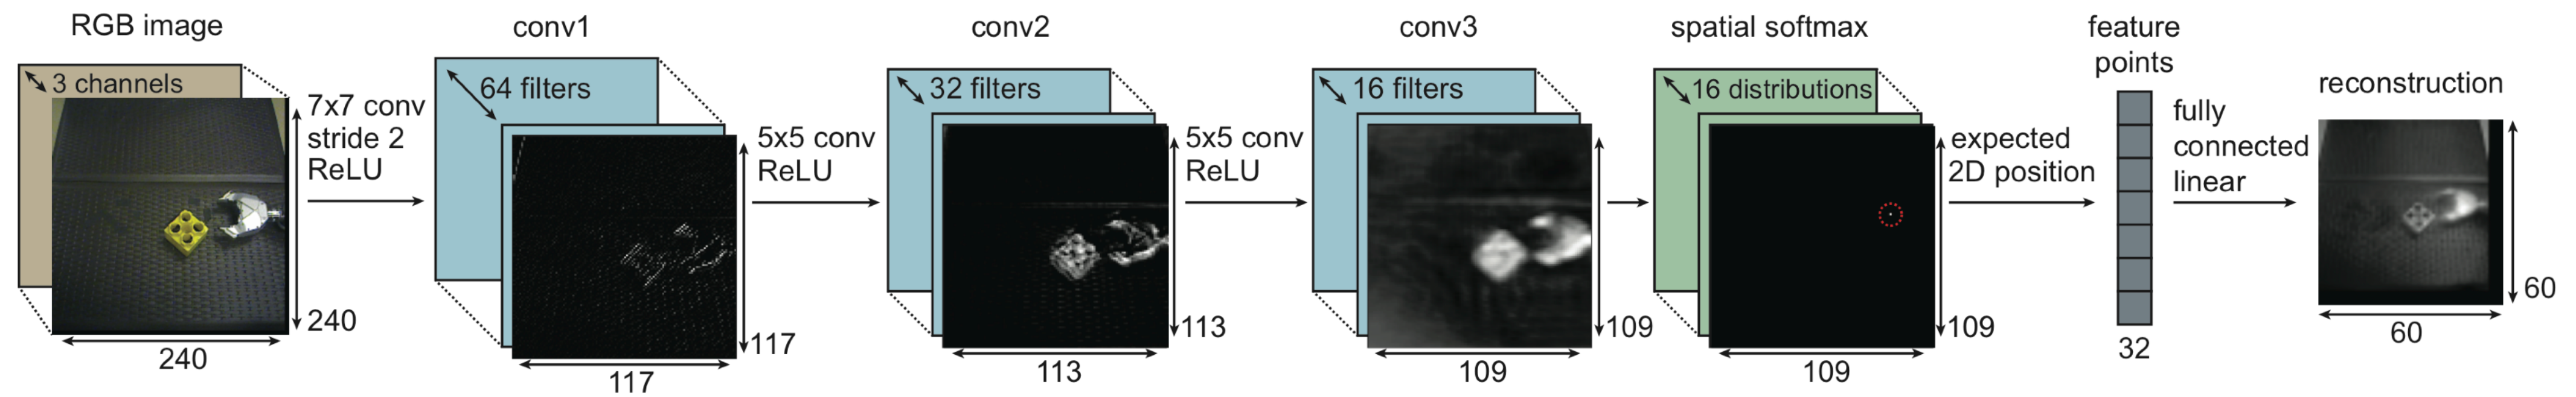 RGB image
3 channels
240
240
7x7 conv
stride 2
ReLU
conv1
64 filters
117
117
5x5 conv
ReLU
conv2
32 filters
113
113
5x5 conv
ReLU
conv3
16 filters
109
109
spatial softmax
16 distributions
109
109
expected
2D position
feature
points
32
fully
connected
linear
reconstruction
60
60